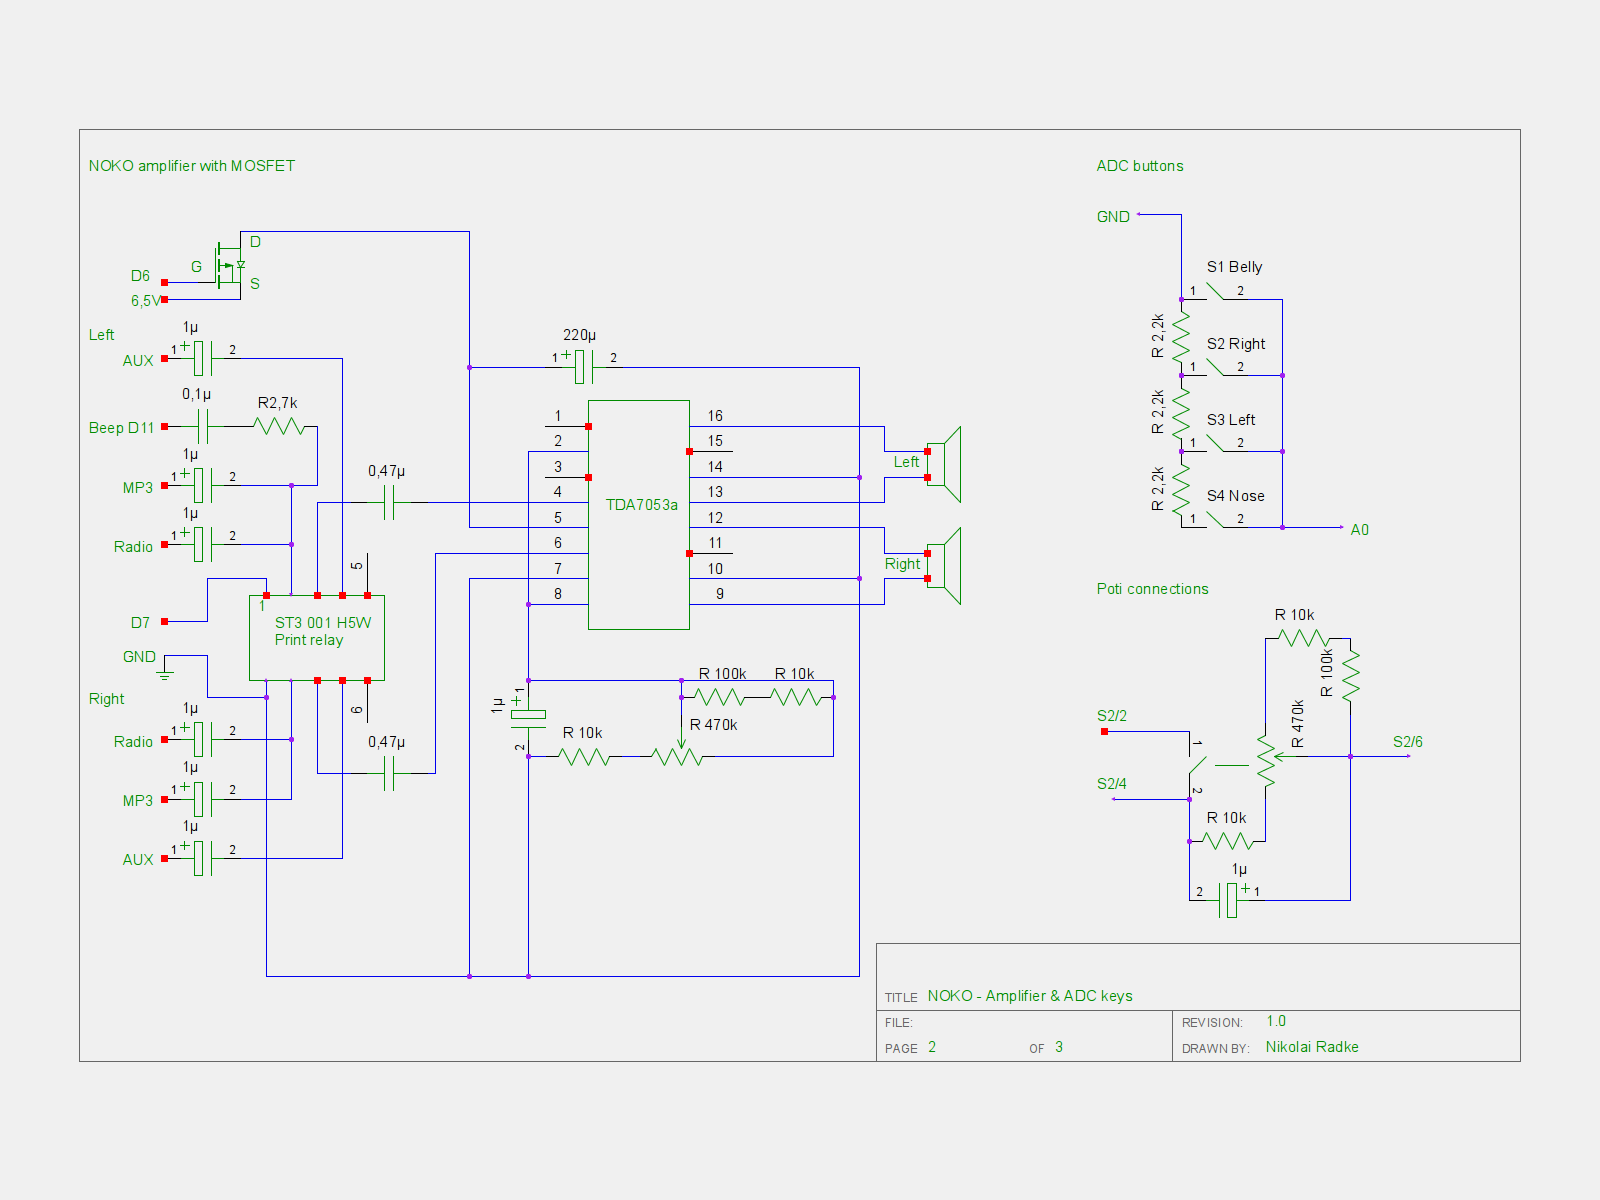 NOKO amplifier with MOSFET
D
G
S
D6
6,5V
Left
1µ
1 + 2
AUX
0,1µ
R2,7k
Beep D11
1µ
1 + 2
MP3
1µ
1 + 2
Radio
0,47µ
5
D7
1
ST3 001 H5W
Print relay
GND
Right
6
1µ
1 + 2
Radio
0,47µ
1µ
1 + 2
MP3
1µ
1 + 2
AUX
220µ
1 + 2
1 16
2 15
3 14
4 13
TDA7053a
5 12
6 11
7 10
8 9
Left
Right
R 100k R 10k
1µ
+ 1
2
R 10k
R 470k
ADC buttons
GND
S1 Belly
1 2
R 2,2k
S2 Right
1 2
R 2,2k
S3 Left
1 2
R 2,2k
S4 Nose
1 2
A0
Poti connections
R 10k
R 100k
R 470k
S2/2
1
S2/6
S2/4
2
R 10k
1µ
2 + 1
TITLE NOKO - Amplifier & ADC keys
FILE:
REVISION: 1.0
PAGE 2 OF 3
DRAWN BY: Nikolai Radke